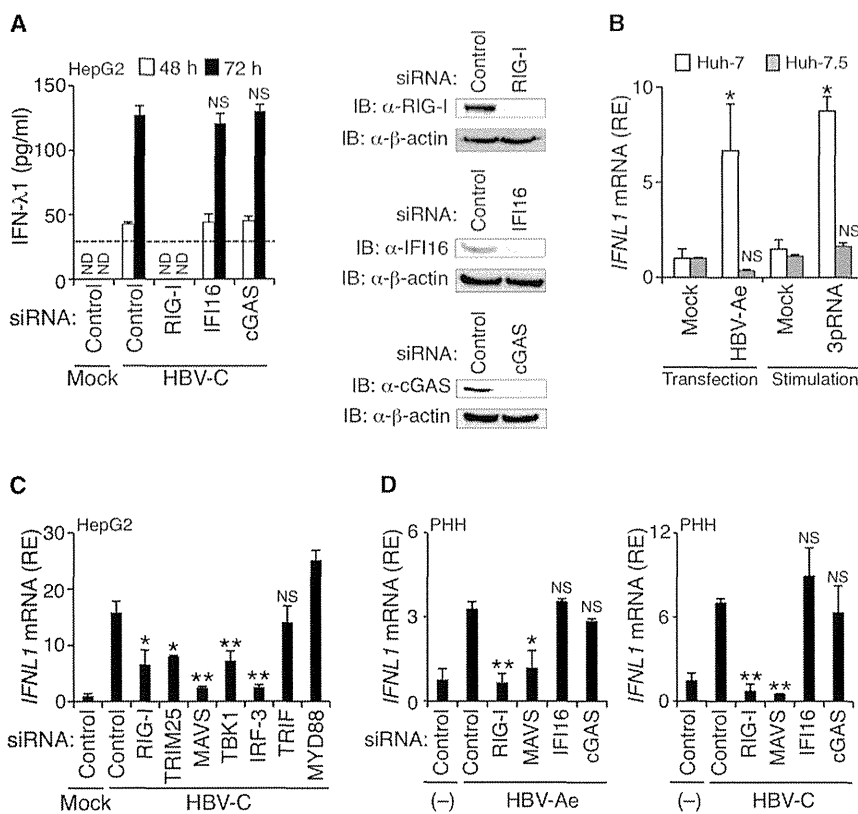 A
HepG2 48 h 72 h
IFN-λ1 (pg/ml)
150
100
50
0
ND ND ND ND NS NS
siRNA: Control Control RIG-I IFI16 cGAS
Mock HBV-C
siRNA: Control RIG-I
IB: α-RIG-I
IB: α-β-actin
siRNA: Control IFI16
IB: α-IFI16
IB: α-β-actin
siRNA: Control cGAS
IB: α-cGAS
IB: α-β-actin
B
Huh-7 Huh-7.5
IFNL1 mRNA (RE)
10
5
0
* NS * NS
Mock HBV-Ae Mock 3pRNA
Transfection Stimulation
C
HepG2
IFNL1 mRNA (RE)
30
20
10
0
* * ** ** ** NS
siRNA: Control Control RIG-I TRIM25 MAVS TBK1 IRF-3 TRIF MYD88
Mock HBV-C
D
PHH
IFNL1 mRNA (RE)
6
3
0
** * NS NS
siRNA: Control Control RIG-I MAVS IFI16 cGAS
(–) HBV-Ae
PHH
IFNL1 mRNA (RE)
12
6
0
** ** NS NS
Control Control RIG-I MAVS IFI16 cGAS
(–) HBV-C